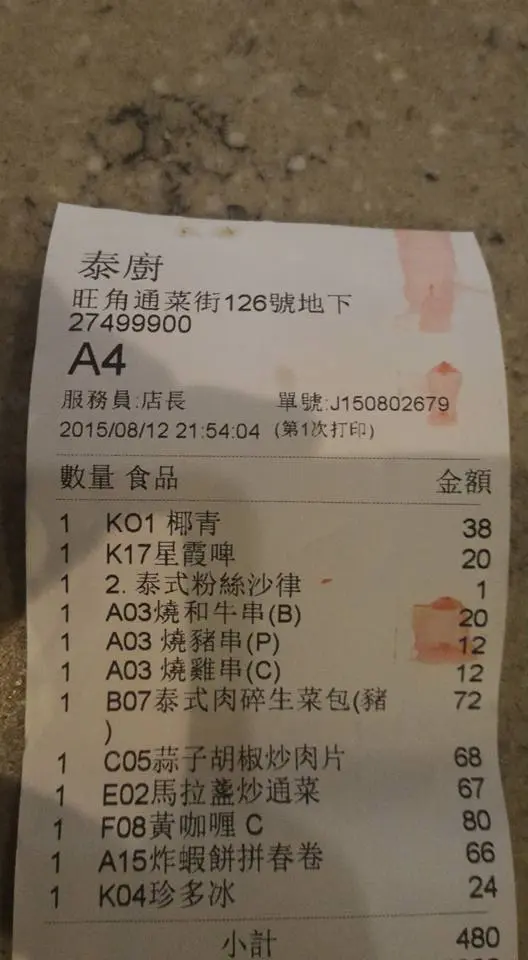 泰廚
旺角通菜街126號地下
27499900
A4
服務員:店長 單號:J150802679
2015/08/12 21:54:04 (第1次打印)
數量 食品 金額
1 KO1 椰青 38
1 K17星霞啤 20
1 2. 泰式粉絲沙律 1
1 A03燒和牛串(B) 20
1 A03 燒豬串(P) 12
1 A03 燒雞串(C) 12
1 B07泰式肉碎生菜包(豬 72
)
1 C05蒜子胡椒炒肉片 68
1 E02馬拉盞炒通菜 67
1 F08黃咖喱 C 80
1 A15炸蝦餅拼春卷 66
1 K04珍多冰 24
小計 480